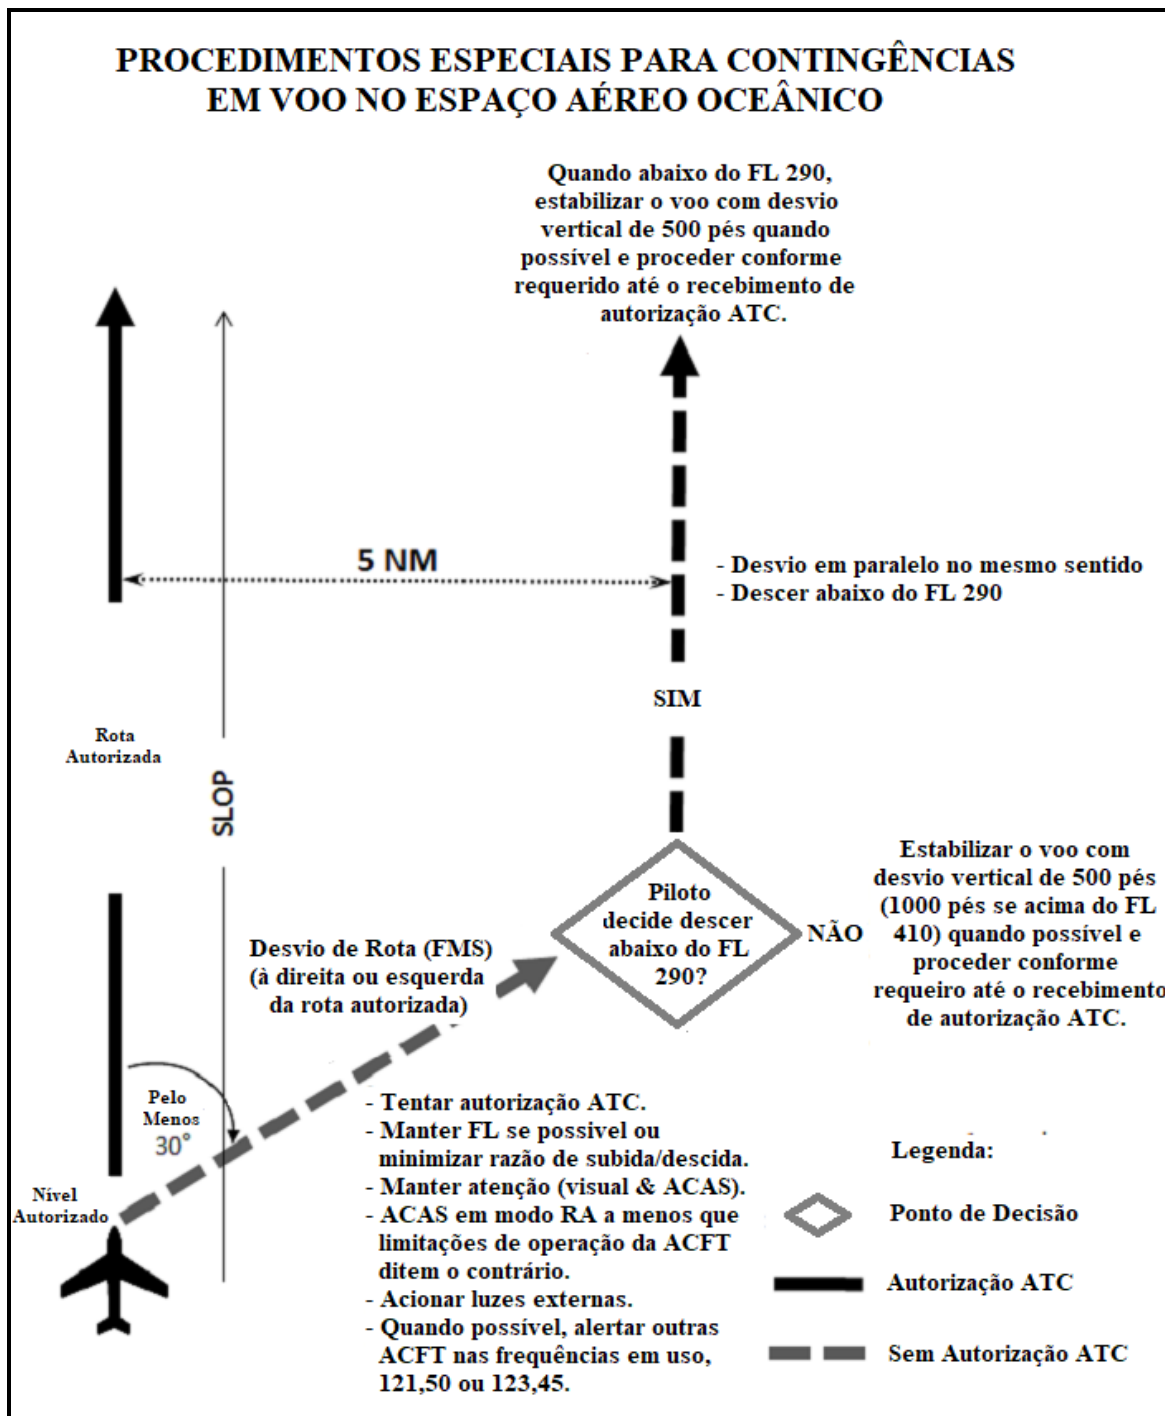 PROCEDIMENTOS ESPECIAIS PARA CONTINGÊNCIAS
EM VOO NO ESPAÇO AÉREO OCEÂNICO
Quando abaixo do FL 290,
estabilizar o voo com desvio
vertical de 500 pés quando
possível e proceder conforme
requerido até o recebimento de
autorização ATC.
5 NM
- Desvio em paralelo no mesmo sentido
- Descer abaixo do FL 290
SIM
Rota
Autorizada
SLOP
Piloto
decide descer
abaixo do FL
290?
NÃO
Estabilizar o voo com
desvio vertical de 500 pés
(1000 pés se acima do FL
410) quando possível e
proceder conforme
requeiro até o recebimento
de autorização ATC.
Desvio de Rota (FMS)
(à direita ou esquerda
da rota autorizada)
Pelo
Menos
30°
Nível
Autorizado
- Tentar autorização ATC.
- Manter FL se possivel ou
minimizar razão de subida/descida.
- Manter atenção (visual & ACAS).
- ACAS em modo RA a menos que
limitações de operação da ACFT
ditem o contrário.
- Acionar luzes externas.
- Quando possível, alertar outras
ACFT nas frequências em uso,
121,50 ou 123,45.
Legenda:
Ponto de Decisão
Autorização ATC
Sem Autorização ATC